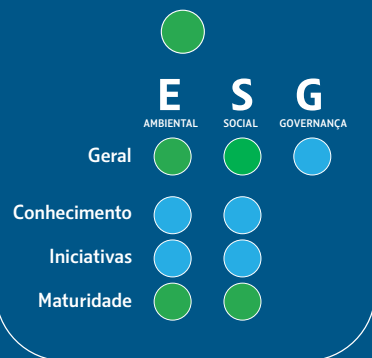 E S G
AMBIENTAL SOCIAL GOVERNANÇA
Geral
Conhecimento
Iniciativas
Maturidade